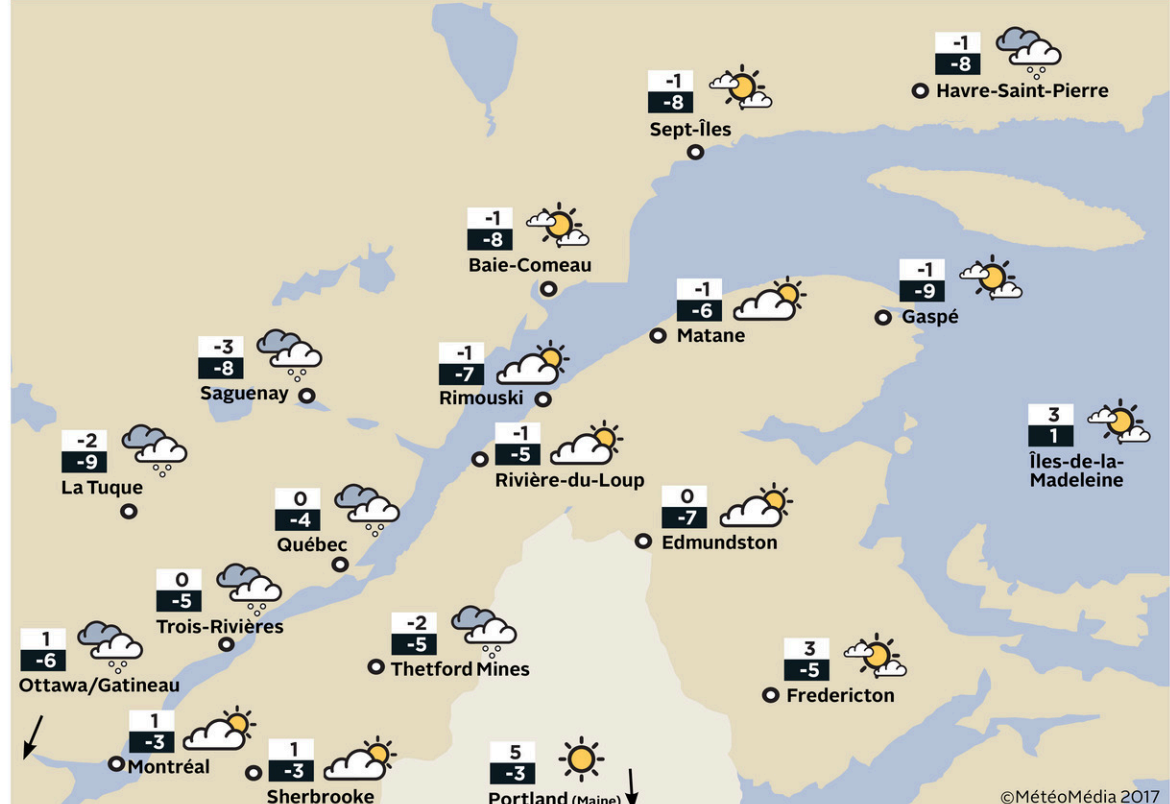 -1
-8
Havre-Saint-Pierre
-1
-8
Sept-Îles
-1
-8
Baie-Comeau
-1
-9
Gaspé
-1
-6
Matane
-3
-8
Saguenay
-1
-7
Rimouski
3
1
Îles-de-la-
Madeleine
-2
-9
La Tuque
-1
-5
Rivière-du-Loup
0
-4
Québec
0
-7
Edmundston
0
-5
Trois-Rivières
-2
-5
Thetford Mines
1
-6
Ottawa/Gatineau
3
-5
Fredericton
1
-3
Montréal
1
-3
Sherbrooke
5
-3
Portland (Maine)
©MétéoMédia 2017